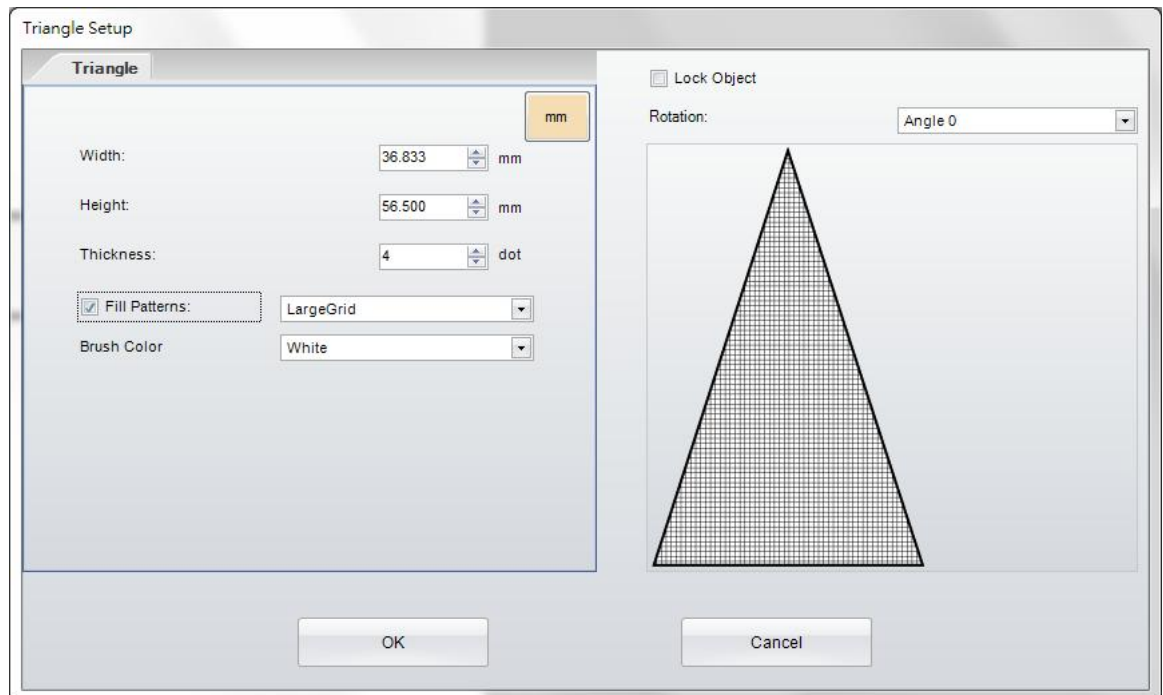 Triangle Setup
Triangle
mm
Width: 36.833 mm
Height: 56.500 mm
Thickness: 4 dot
Fill Patterns: LargeGrid
Brush Color White
Lock Object
Rotation: Angle 0
OK Cancel